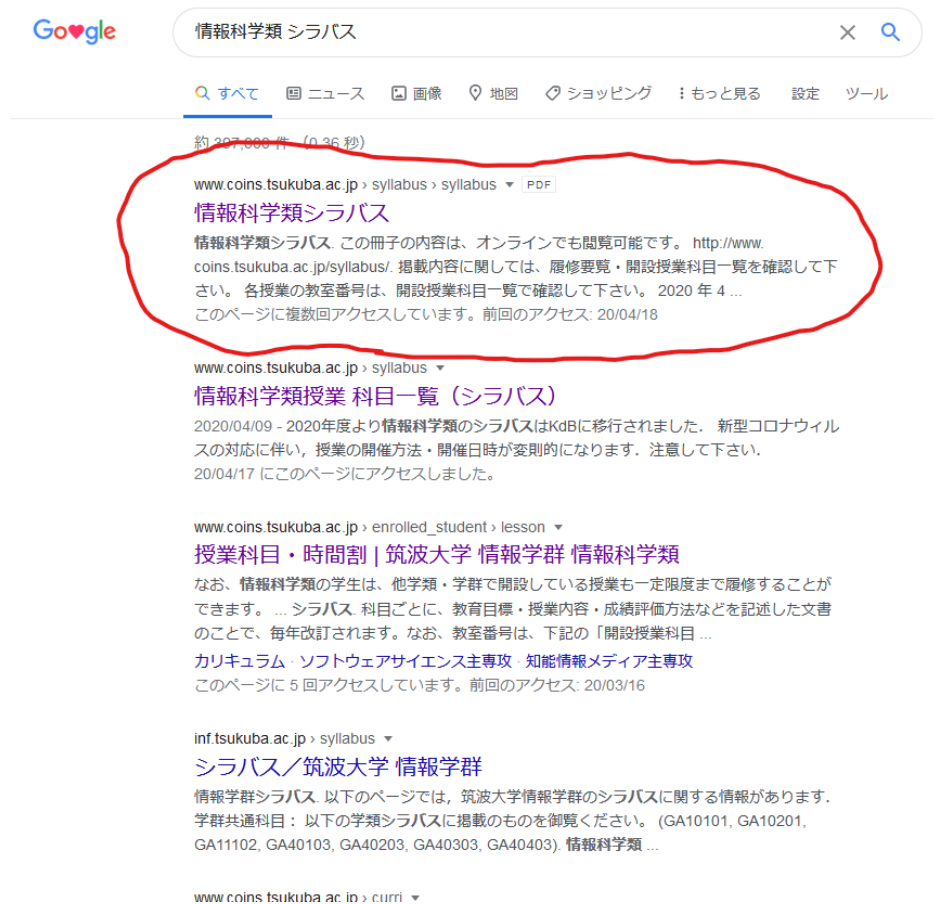 Google
情報科学類 シラバス
すべて ニュース 画像 地図 ショッピング もっと見る 設定 ツール
約 397,000 件 （0.36 秒）
www.coins.tsukuba.ac.jp › syllabus › syllabus PDF
情報科学類シラバス
情報科学類シラバス. この冊子の内容は、オンラインでも閲覧可能です。 http://www.
coins.tsukuba.ac.jp/syllabus/. 掲載内容に関しては、履修要覧・開設授業科目一覧を確認して下
さい。 各授業の教室番号は、開設授業科目一覧で確認して下さい。 2020 年 4 ...
このページに複数回アクセスしています。前回のアクセス: 20/04/18
www.coins.tsukuba.ac.jp › syllabus
情報科学類授業 科目一覧（シラバス）
2020/04/09 - 2020年度より情報科学類のシラバスはKdBに移行されました． 新型コロナウィル
スの対応に伴い，授業の開催方法・開催日時が変則的になります．注意して下さい．
20/04/17 にこのページにアクセスしました。
www.coins.tsukuba.ac.jp › enrolled_student › lesson
授業科目・時間割 | 筑波大学 情報学群 情報科学類
なお、情報科学類の学生は、他学類・学群で開設している授業も一定限度まで履修することが
できます。 ... シラバス. 科目ごとに、教育目標・授業内容・成績評価方法などを記述した文書
のことで、毎年改訂されます。なお、教室番号は、下記の「開設授業科目 ...
カリキュラム · ソフトウェアサイエンス主専攻 · 知能情報メディア主専攻
このページに 5 回アクセスしています。前回のアクセス: 20/03/16
inf.tsukuba.ac.jp › syllabus
シラバス／筑波大学 情報学群
情報学群シラバス. 以下のページでは，筑波大学情報学群のシラバスに関する情報があります．
学群共通科目： 以下の学類シラバスに掲載のものを御覧ください。 (GA10101, GA10201,
GA11102, GA40103, GA40203, GA40303, GA40403). 情報科学類 ...
www.coins.tsukuba.ac.jp › curri